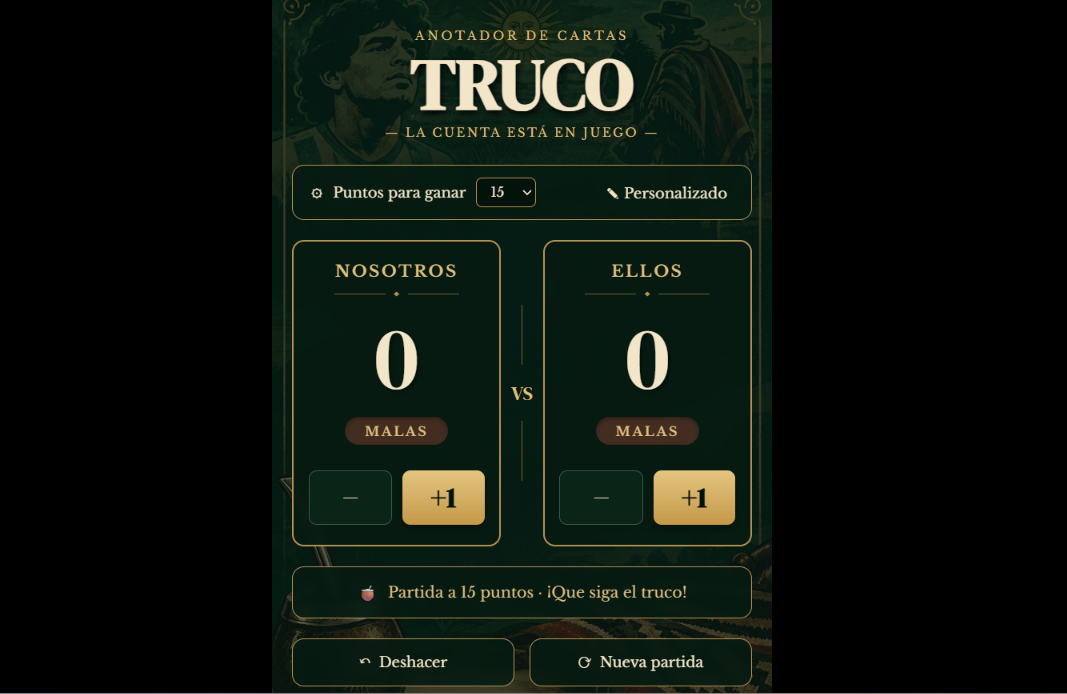 ANOTADOR DE CARTAS
TRUCO
— LA CUENTA ESTÁ EN JUEGO —
Puntos para ganar 15 Personalizado
NOSOTROS
0
MALAS
— +1
VS
ELLOS
0
MALAS
— +1
Partida a 15 puntos · ¡Que siga el truco!
Deshacer
Nueva partida